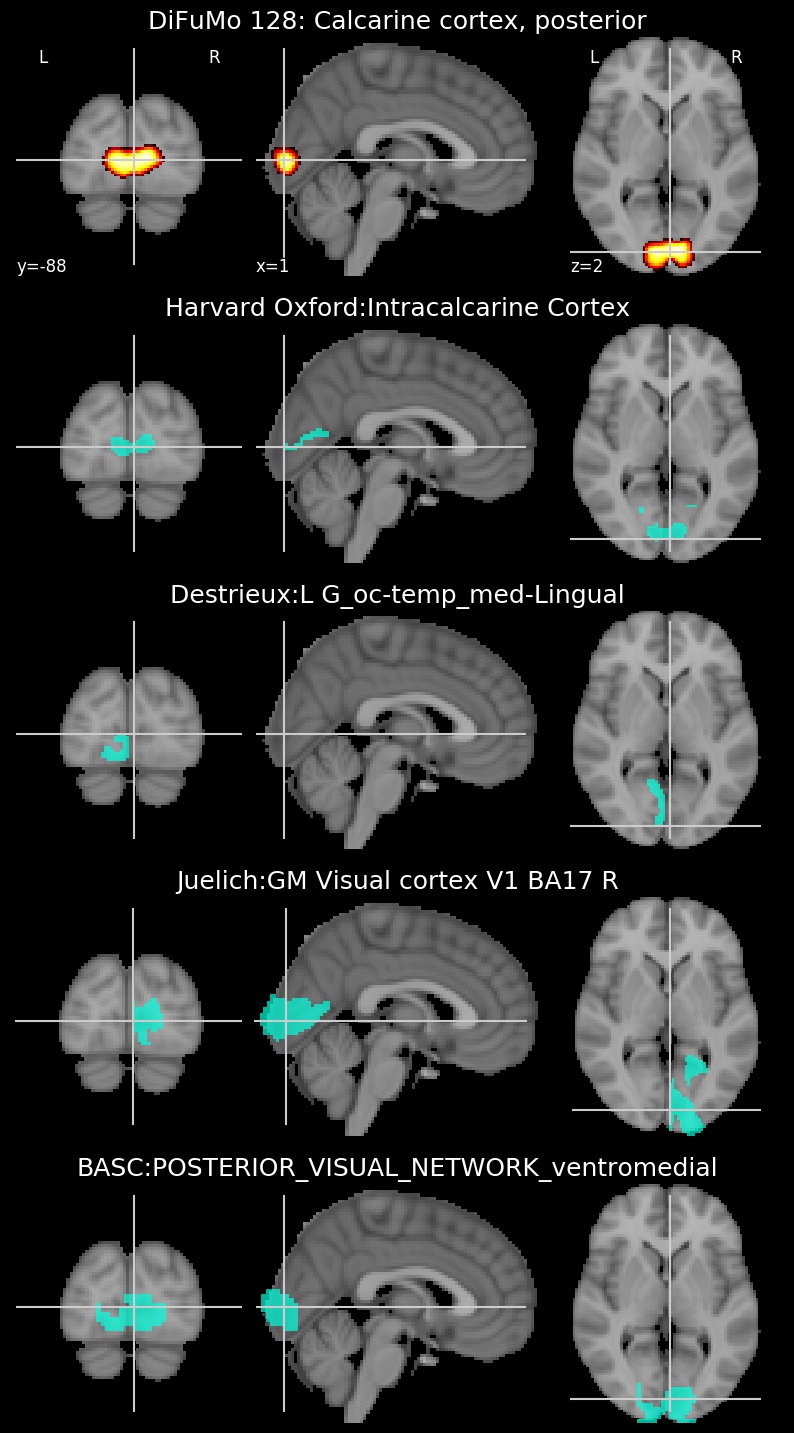 DiFuMo 128: Calcarine cortex, posterior
L R L R
y=-88 x=1 z=2
Harvard Oxford:Intracalcarine Cortex
Destrieux:L G_oc-temp_med-Lingual
Juelich:GM Visual cortex V1 BA17 R
BASC:POSTERIOR_VISUAL_NETWORK_ventromedial